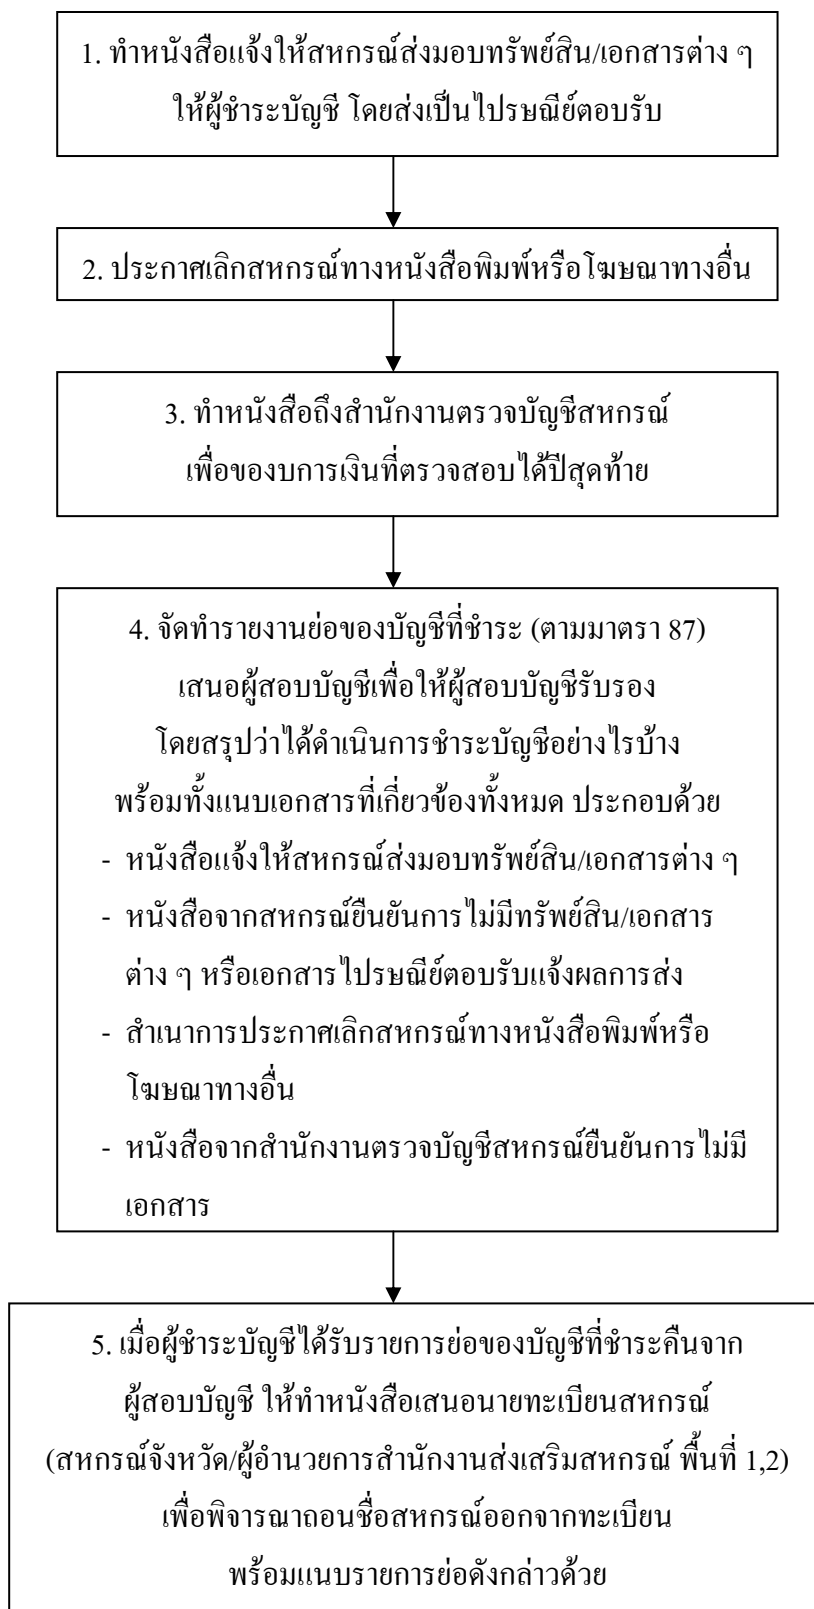 1. ทำหนังสือแจ้งให้สหกรณ์ส่งมอบทรัพย์สิน/เอกสารต่าง ๆ
ให้ผู้ชำระบัญชี โดยส่งเป็นไปรษณีย์ตอบรับ
2. ประกาศเลิกสหกรณ์ทางหนังสือพิมพ์หรือโฆษณาทางอื่น
3. ทำหนังสือถึงสำนักงานตรวจบัญชีสหกรณ์
เพื่อของบการเงินที่ตรวจสอบได้ปีสุดท้าย
4. จัดทำรายงานย่อของบัญชีที่ชำระ (ตามมาตรา 87)
เสนอผู้สอบบัญชีเพื่อให้ผู้สอบบัญชีรับรอง
โดยสรุปว่าได้ดำเนินการชำระบัญชีอย่างไรบ้าง
พร้อมทั้งแนบเอกสารที่เกี่ยวข้องทั้งหมด ประกอบด้วย
- หนังสือแจ้งให้สหกรณ์ส่งมอบทรัพย์สิน/เอกสารต่าง ๆ
- หนังสือจากสหกรณ์ยืนยันการไม่มีทรัพย์สิน/เอกสาร
ต่าง ๆ หรือเอกสารไปรษณีย์ตอบรับแจ้งผลการส่ง
- สำเนาการประกาศเลิกสหกรณ์ทางหนังสือพิมพ์หรือ
โฆษณาทางอื่น
- หนังสือจากสำนักงานตรวจบัญชีสหกรณ์ยืนยันการไม่มี
เอกสาร
5. เมื่อผู้ชำระบัญชีได้รับรายการย่อของบัญชีที่ชำระคืนจาก
ผู้สอบบัญชี ให้ทำหนังสือเสนอนายทะเบียนสหกรณ์
(สหกรณ์จังหวัด/ผู้อำนวยการสำนักงานส่งเสริมสหกรณ์ พื้นที่ 1,2)
เพื่อพิจารณาถอนชื่อสหกรณ์ออกจากทะเบียน
พร้อมแนบรายการย่อดังกล่าวด้วย